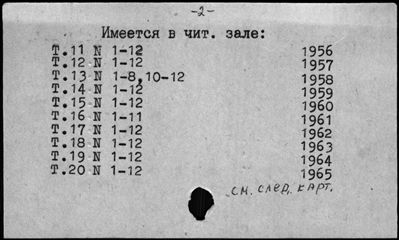 -2-
Имеется в чит. зале:
Т.11 N 1-12 1956
Т.12 N 1-12 1957
Т.13 N 1-8,10-12 1958
Т.14 N 1-12 1959
Т.15 N 1-12 1960
Т.16 N 1-11 1961
Т.17 N 1-12 1962
Т.18 N 1-12 1963
Т.19 N 1-12 1964
Т.20 N 1-12 1965
см. след. карт.